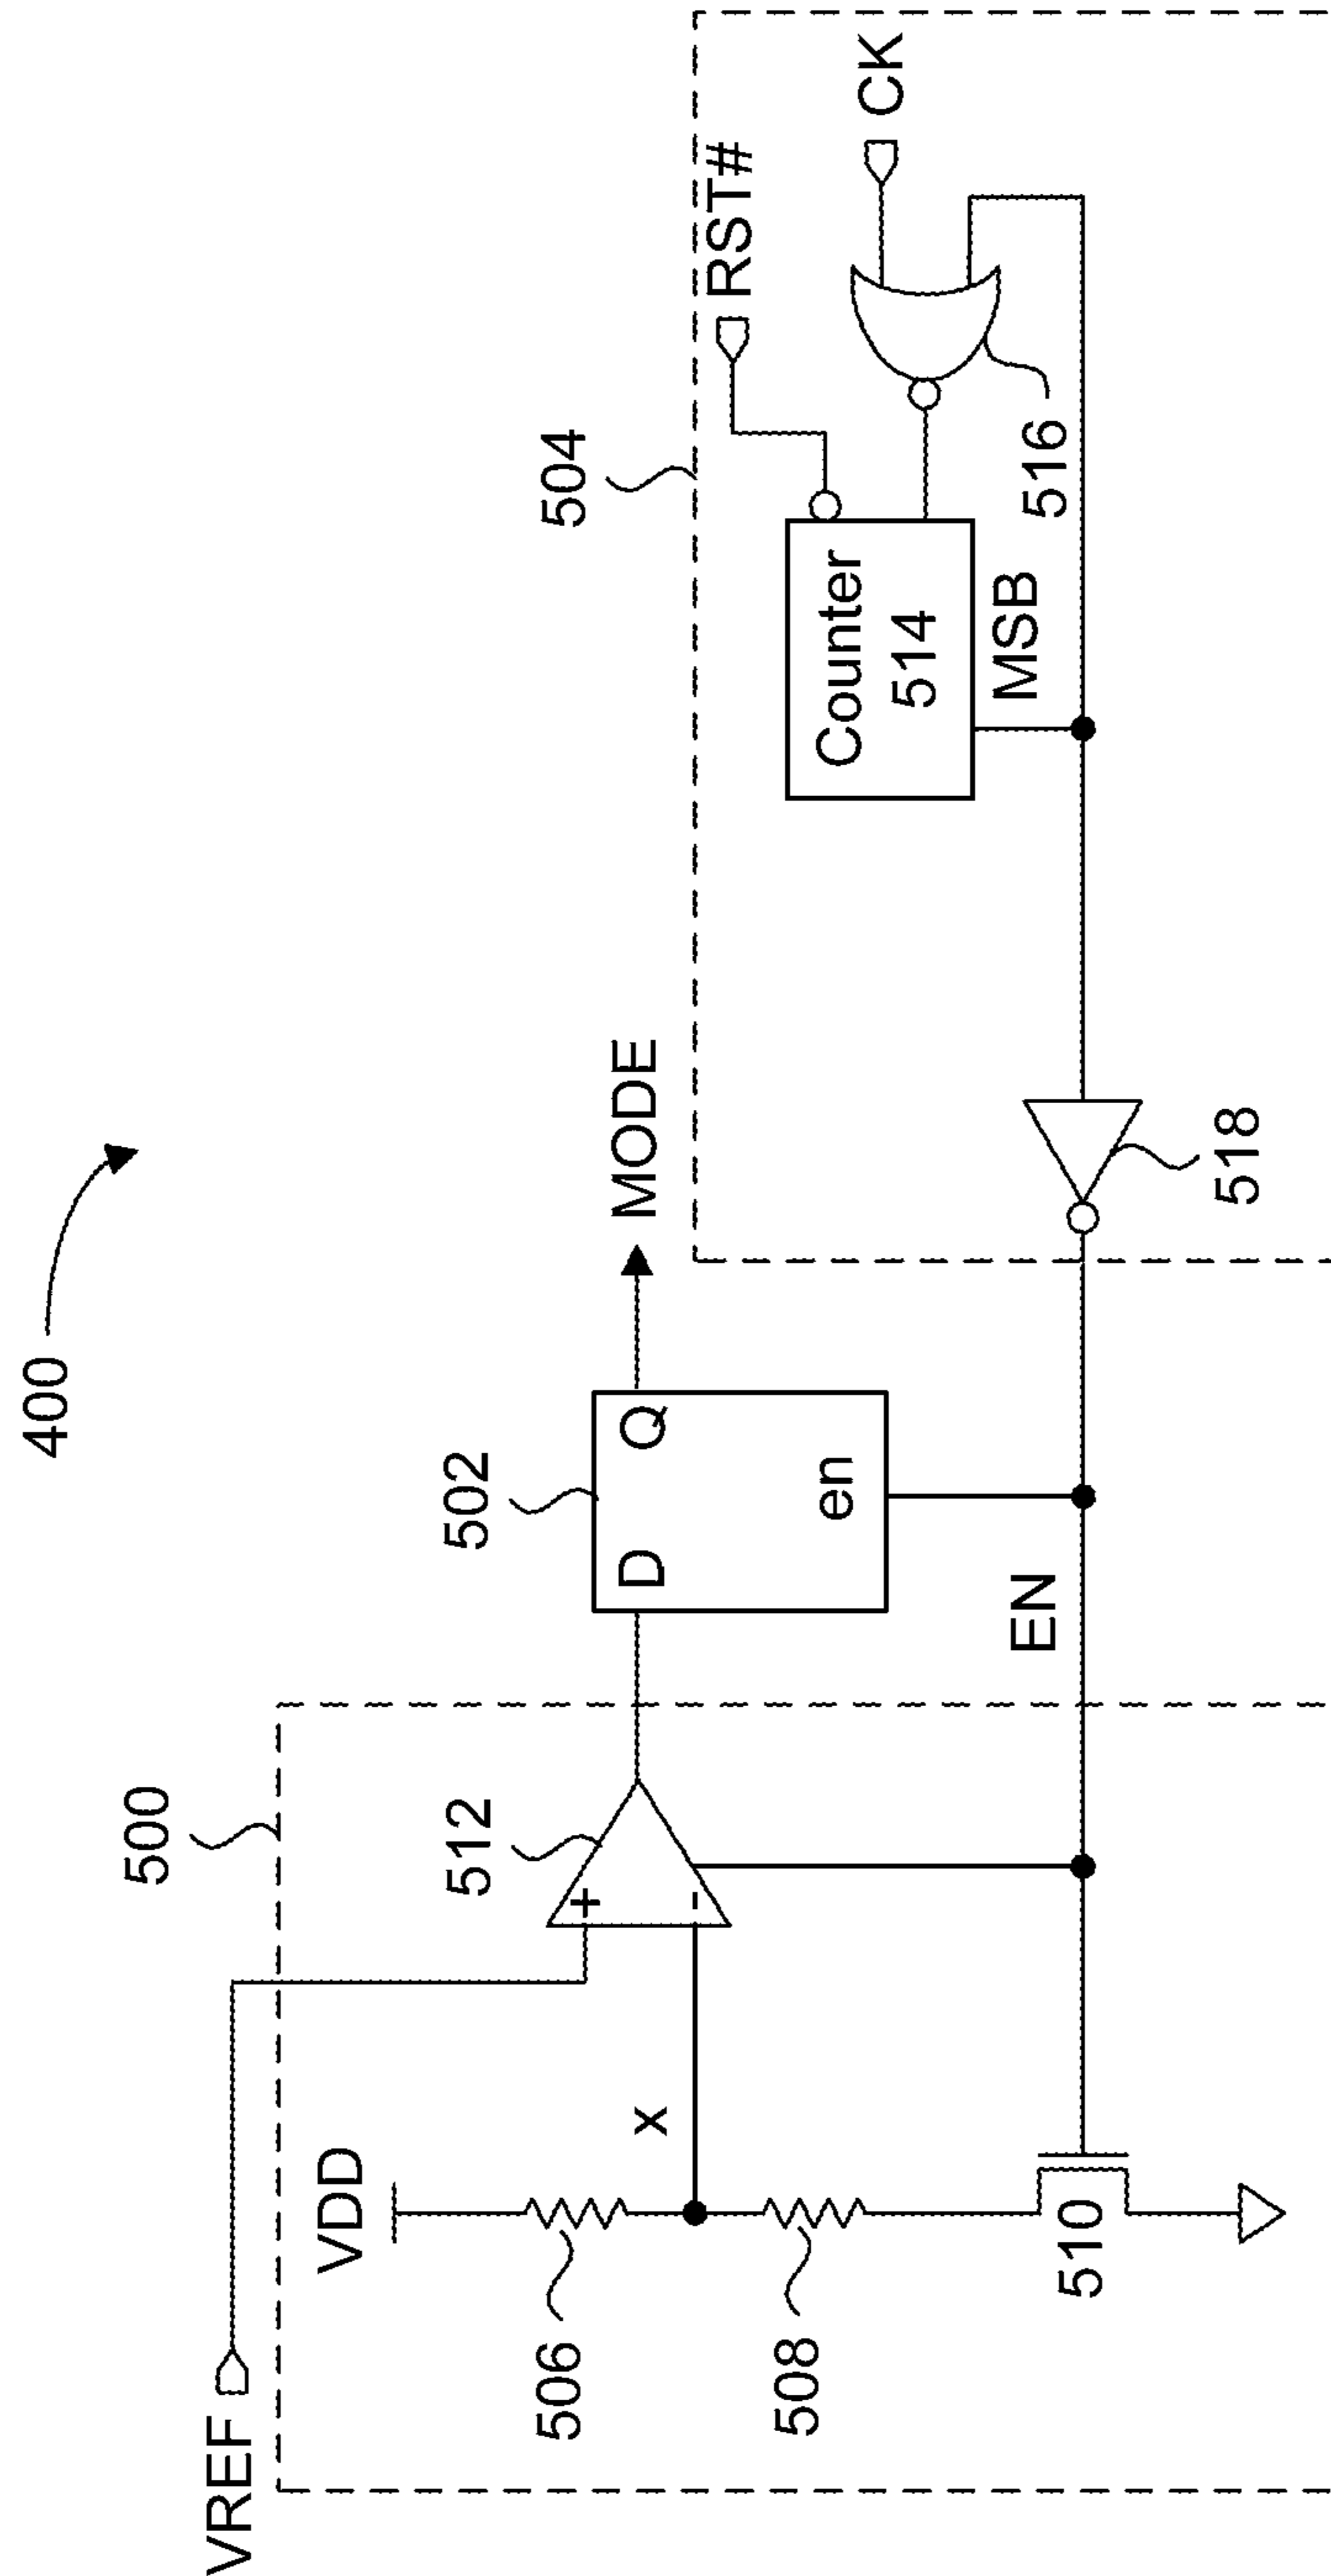 400
VREF
500
VDD
506
x
508
510
512
+
-
EN
502
D
Q
en
MODE
504
RST#
CK
Counter
514
MSB
516
518